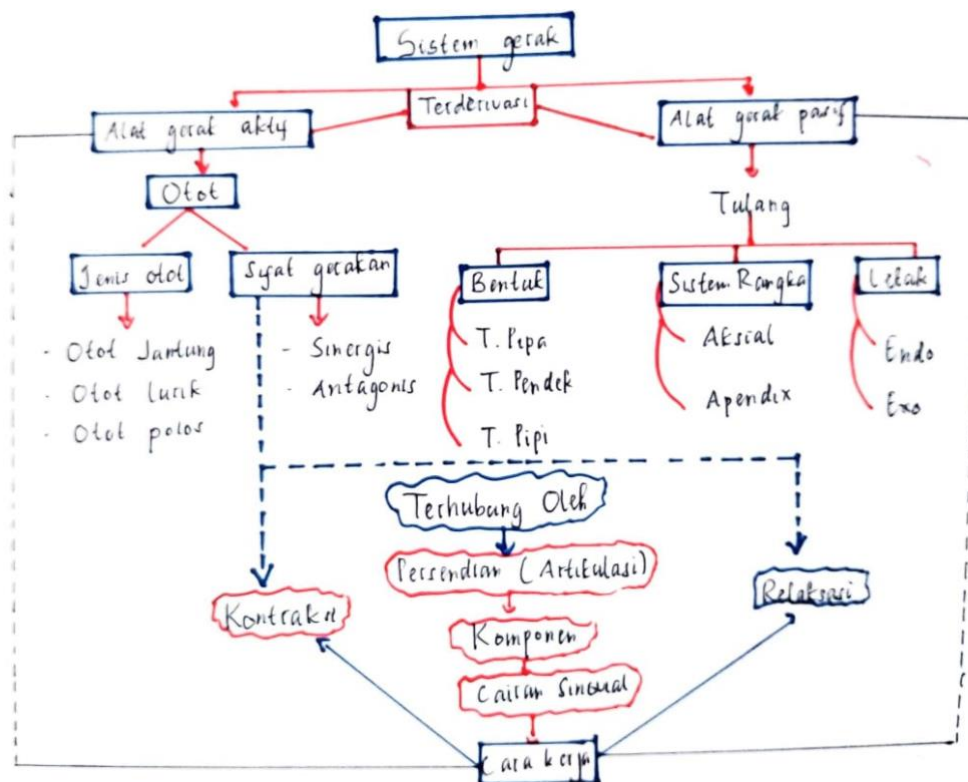 Sistem gerak
Terderivasi
Alat gerak aktif
Alat gerak pasif
Otot
Tulang
Jenis otot
Sifat gerakan
Bentuk
Sistem Rangka
Letak
- Otot Jantung
- Otot lurik
- Otot polos
- Sinergis
- Antagonis
T. Pipa
T. Pendek
T. Pipi
Aksial
Apendix
Endo
Exo
Terhubung Oleh
Persendian (Artikulasi)
Kontraksi
Relaksasi
Komponen
Cairan
Cara kerja